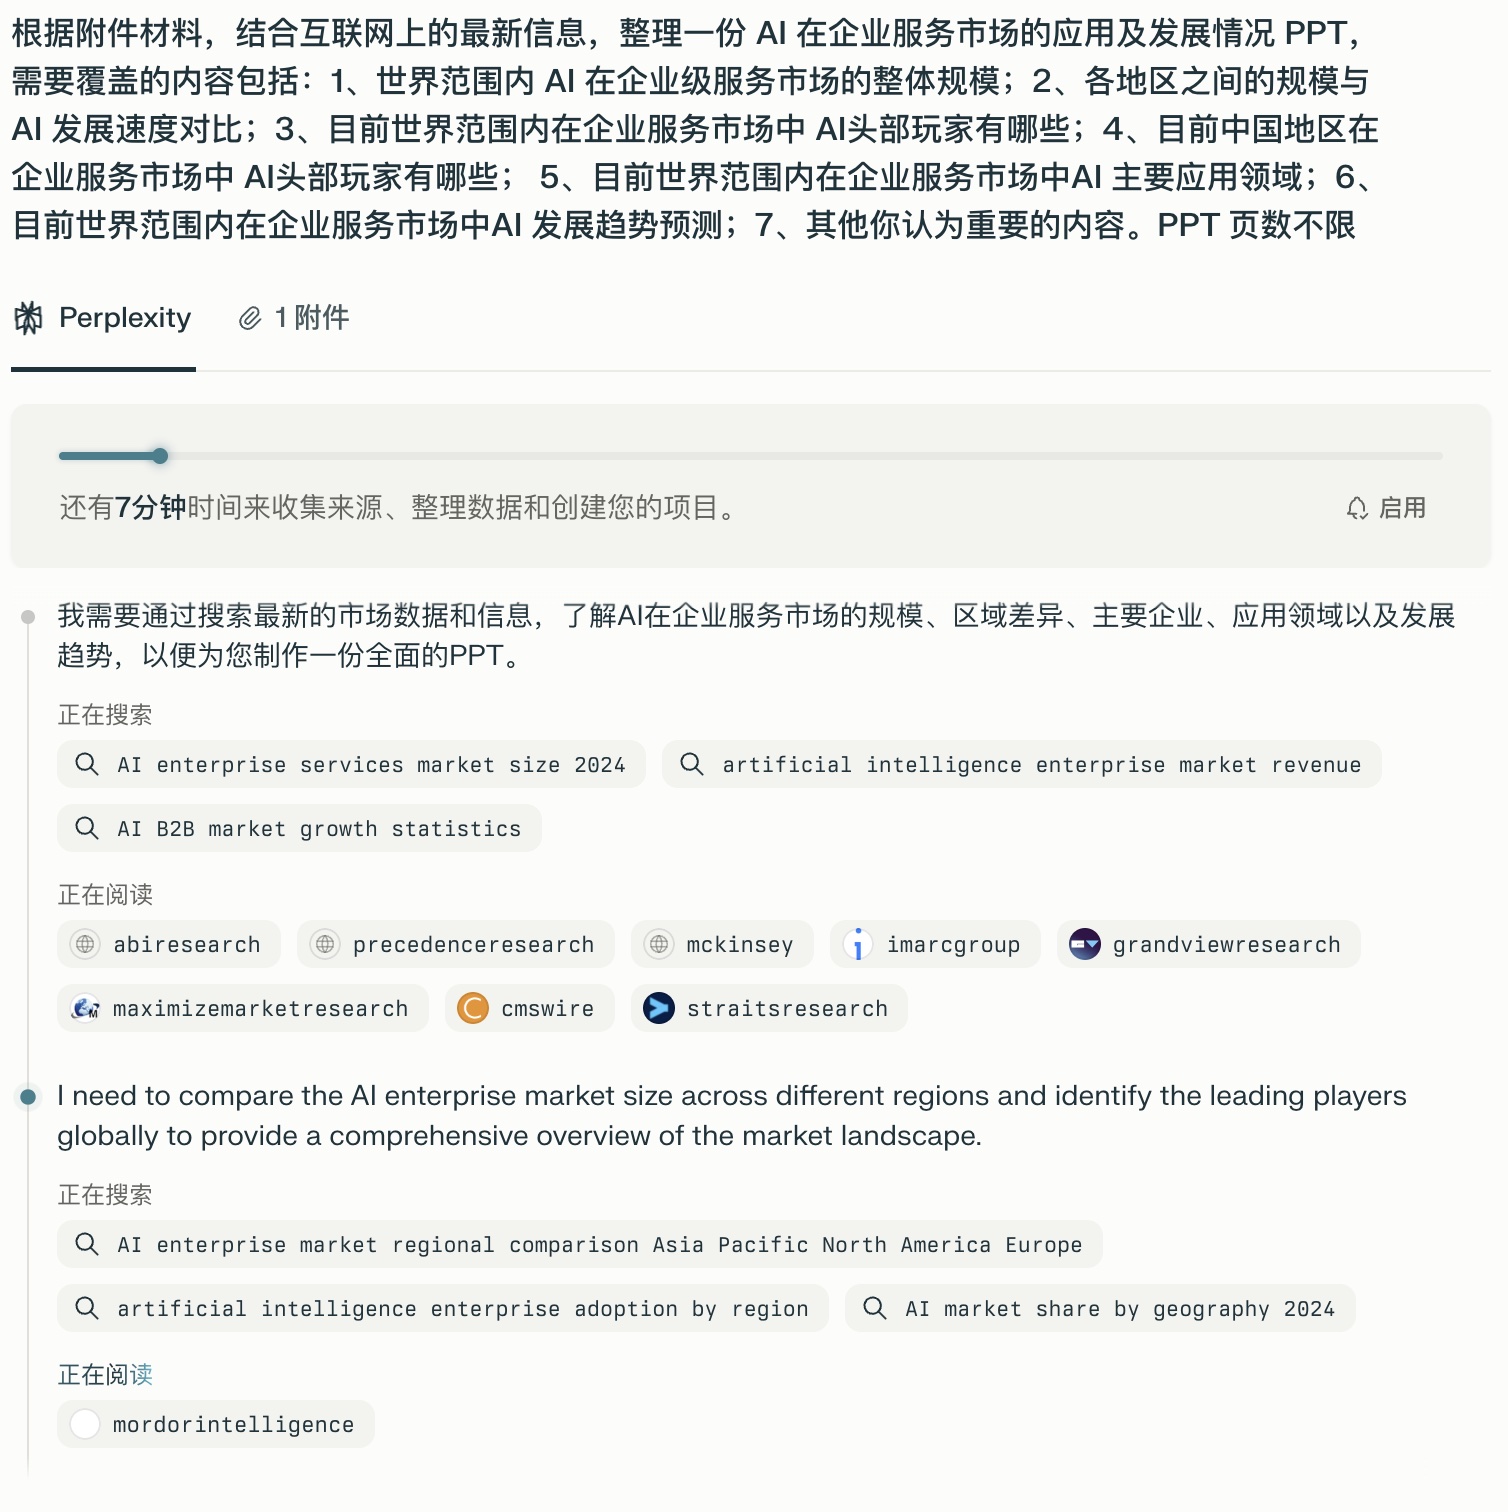 根据附件材料，结合互联网上的最新信息，整理一份 AI 在企业服务市场的应用及发展情况 PPT，
需要覆盖的内容包括：1、世界范围内 AI 在企业级服务市场的整体规模；2、各地区之间的规模与
AI 发展速度对比；3、目前世界范围内在企业服务市场中 AI头部玩家有哪些；4、目前中国地区在
企业服务市场中 AI头部玩家有哪些； 5、目前世界范围内在企业服务市场中AI 主要应用领域；6、
目前世界范围内在企业服务市场中AI 发展趋势预测；7、其他你认为重要的内容。PPT 页数不限
Perplexity 1 附件
还有7分钟时间来收集来源、整理数据和创建您的项目。 启用
我需要通过搜索最新的市场数据和信息，了解AI在企业服务市场的规模、区域差异、主要企业、应用领域以及发展
趋势，以便为您制作一份全面的PPT。
正在搜索
AI enterprise services market size 2024 artificial intelligence enterprise market revenue
AI B2B market growth statistics
正在阅读
abiresearch precedenceresearch mckinsey imarcgroup grandviewresearch
maximizemarketresearch cmswire straitsresearch
I need to compare the AI enterprise market size across different regions and identify the leading players
globally to provide a comprehensive overview of the market landscape.
正在搜索
AI enterprise market regional comparison Asia Pacific North America Europe
artificial intelligence enterprise adoption by region AI market share by geography 2024
正在阅读
mordorintelligence